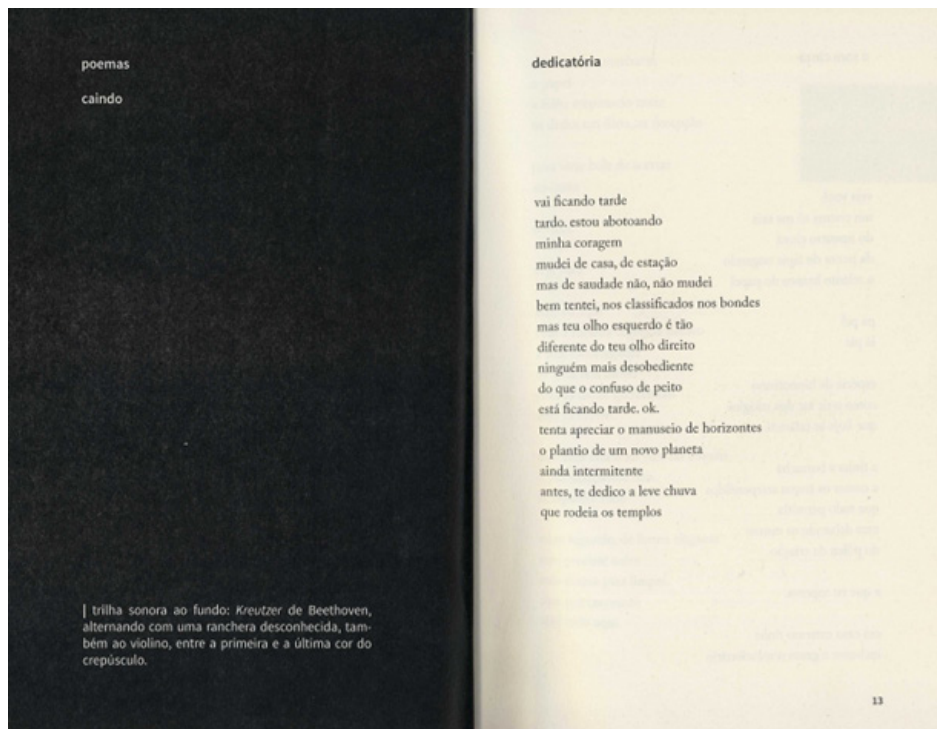 poemas
caindo
| trilha sonora ao fundo: Kreutzer de Beethoven,
alternando com uma ranchera desconhecida, tam-
bém ao violino, entre a primeira e a última cor do
crepúsculo.
dedicatória
vai ficando tarde
tardo. estou abotoando
minha coragem
mudei de casa, de estação
mas de saudade não, não mudei
bem tentei, nos classificados nos bondes
mas teu olho esquerdo é tão
diferente do teu olho direito
ninguém mais desobediente
do que o confuso de peito
está ficando tarde. ok.
tenta apreciar o manuseio de horizontes
o plantio de um novo planeta
ainda intermitente
antes, te dedico a leve chuva
que rodeia os templos
13